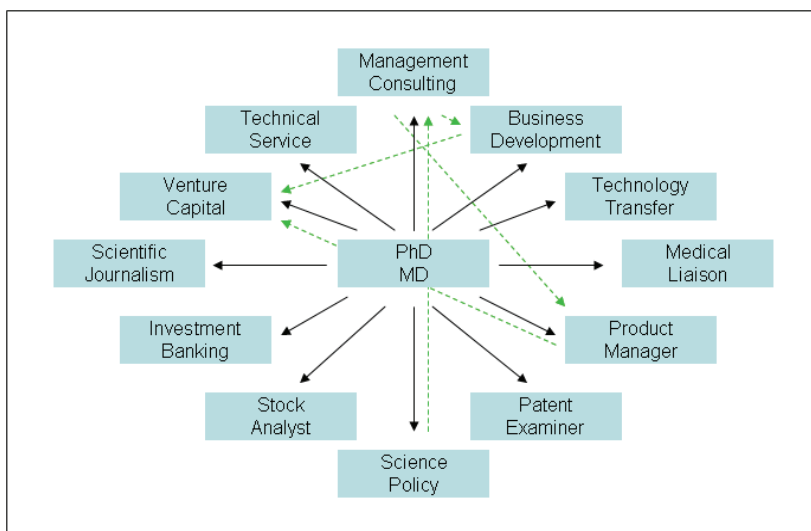 Management
Consulting
Technical
Service
Business
Development
Venture
Capital
Technology
Transfer
Scientific
Journalism
PhD
MD
Medical
Liaison
Investment
Banking
Product
Manager
Stock
Analyst
Patent
Examiner
Science
Policy